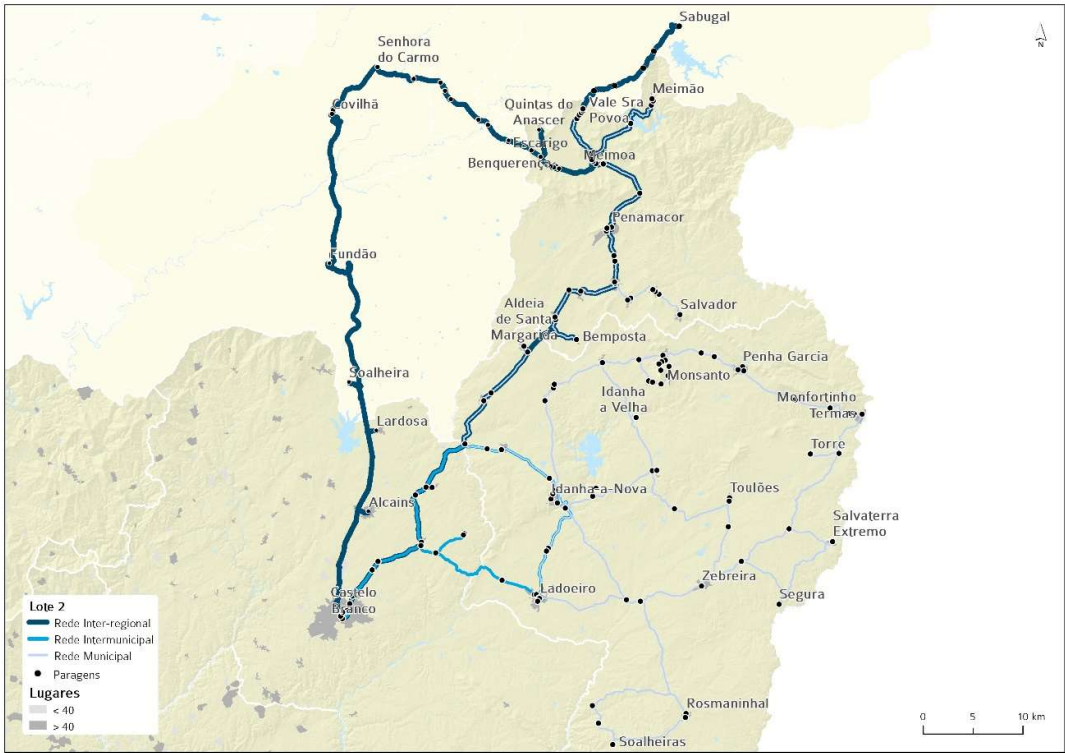 Sabugal
Senhora
do Carmo
Meimão
Covilhã
Quintas do
Anascer
Vale Sra
Povoa
Escarigo
Benquerença
Meimoa
Penamacor
Fundão
Aldeia
de Santa
Margarida
Salvador
Bemposta
Penha Garcia
Soalheira
Monsanto
Idanha
a Velha
Monfortinho
Termas
Lardosa
Torre
Idanha-a-Nova
Toulões
Alcains
Salvaterra
Extremo
Zebreira
Castelo
Branco
Ladoeiro
Segura
Rosmaninhal
Soalheiras
Lote 2
Rede Inter-regional
Rede Intermunicipal
Rede Municipal
Paragens
Lugares
< 40
> 40
0 5 10 km
N